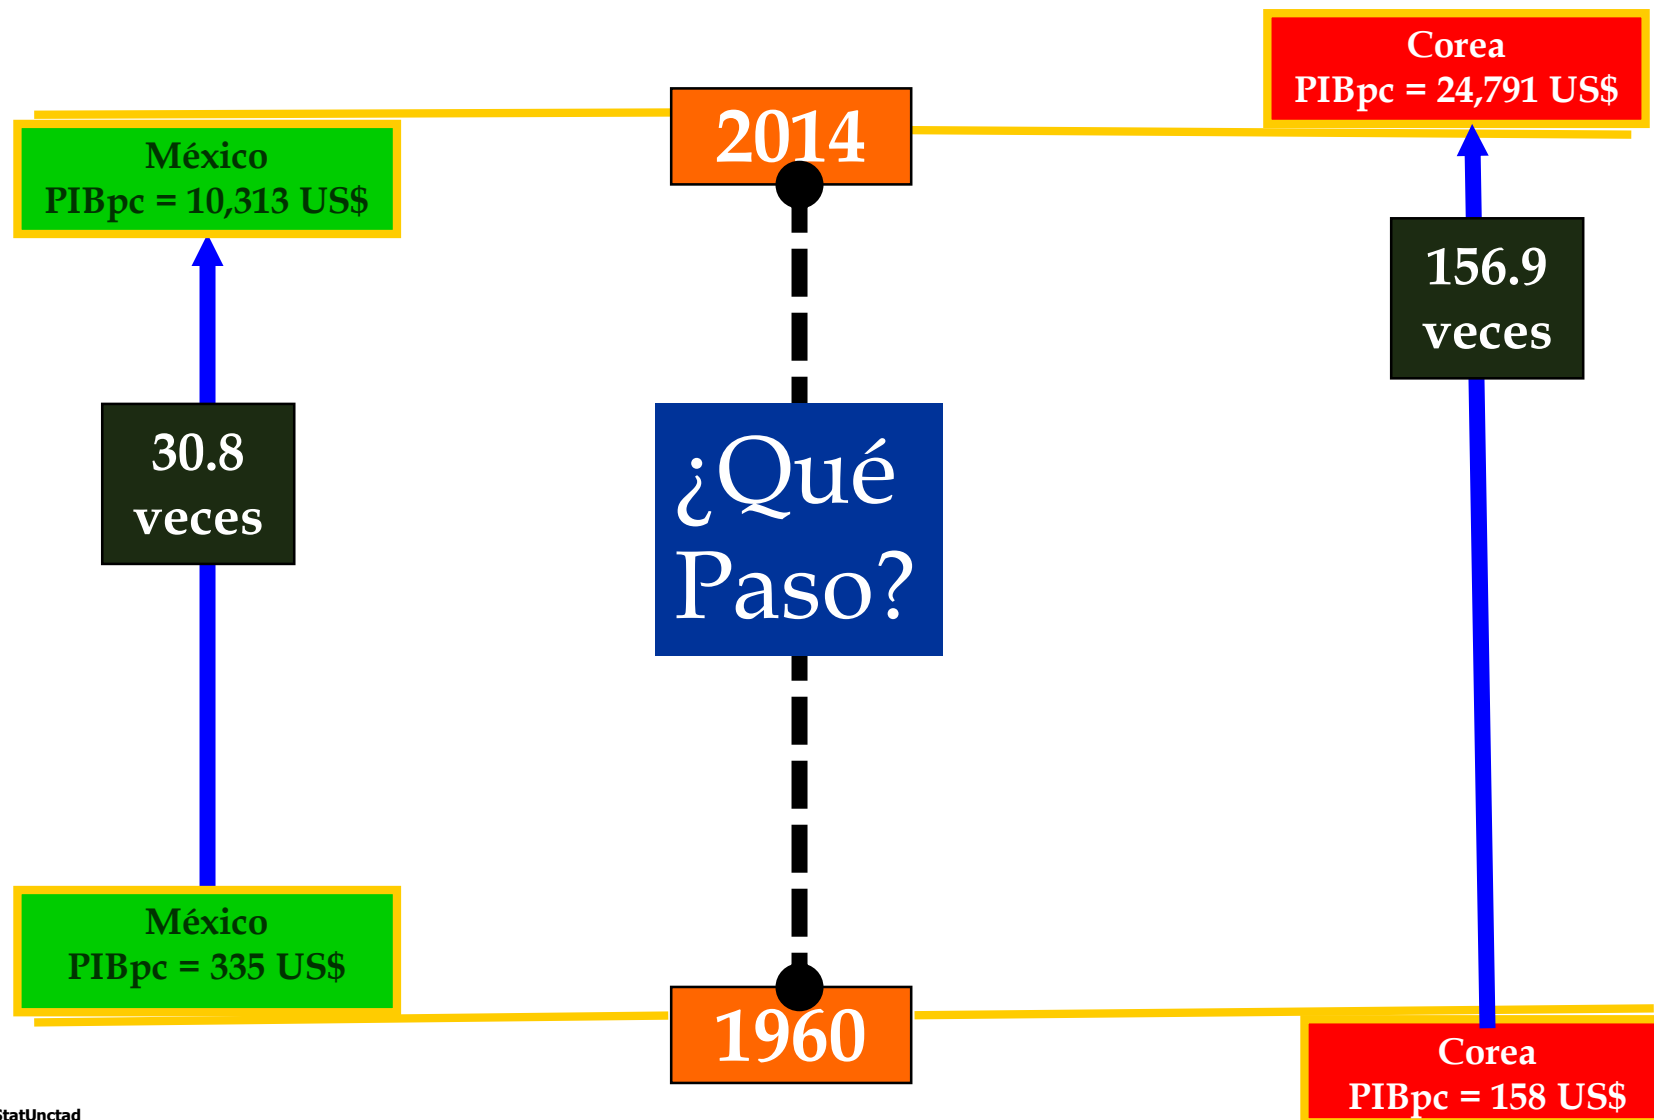 Corea
PIBpc = 24,791 US$
2014
México
PIBpc = 10,313 US$
156.9
veces
30.8
veces
¿Qué
Paso?
México
PIBpc = 335 US$
1960
Corea
PIBpc = 158 US$
StatUnctad